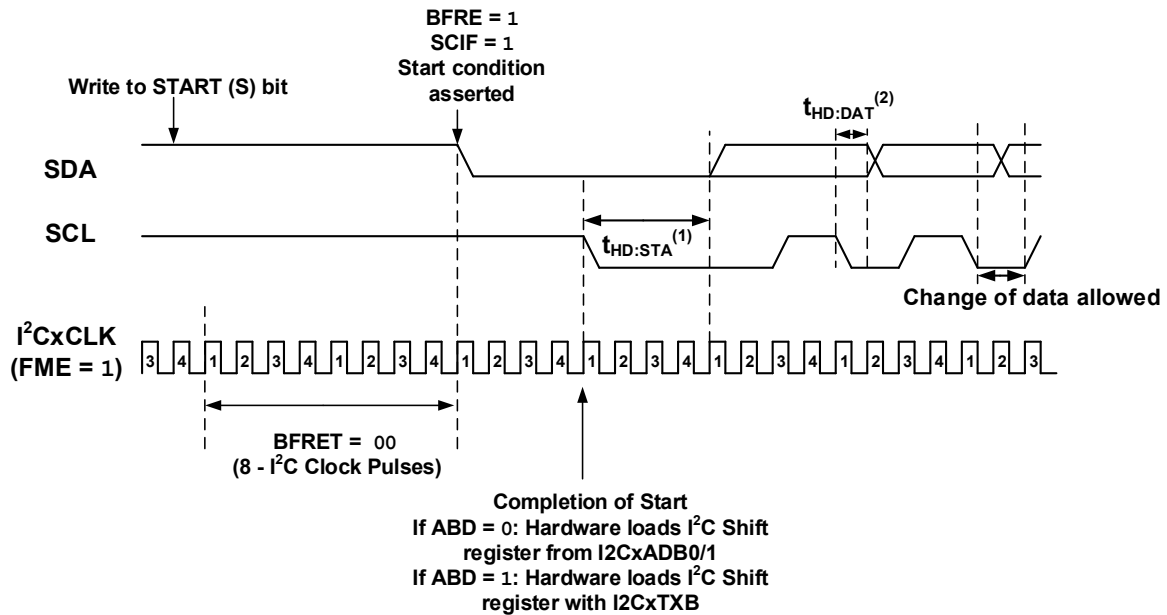 BFRE = 1
SCIF = 1
Start condition
asserted
Write to START (S) bit
tHD:DAT(2)
SDA
SCL
tHD:STA(1)
Change of data allowed
I2CxCLK
(FME = 1)
3 4 1 2 3 4 1 2 3 4 1 2 3 4 1 2 3 4 1 2 3 4 1 2 3 4 1 2 3
BFRET = 00
(8 - I2C Clock Pulses)
Completion of Start
If ABD = 0: Hardware loads I2C Shift
register from I2CxADB0/1
If ABD = 1: Hardware loads I2C Shift
register with I2CxTXB